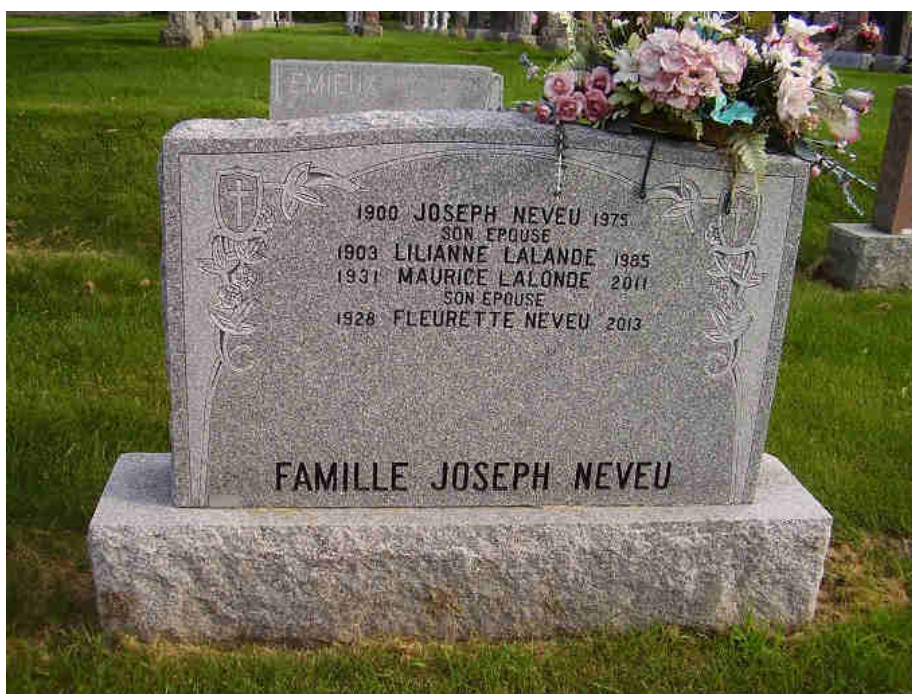 1900 JOSEPH NEVEU 1975
SON EPOUSE
1903 LILIANNE LALANDE 1985
1931 MAURICE LALONDE 2011
SON EPOUSE
1928 FLEURETTE NEVEU 2013
FAMILLE JOSEPH NEVEU